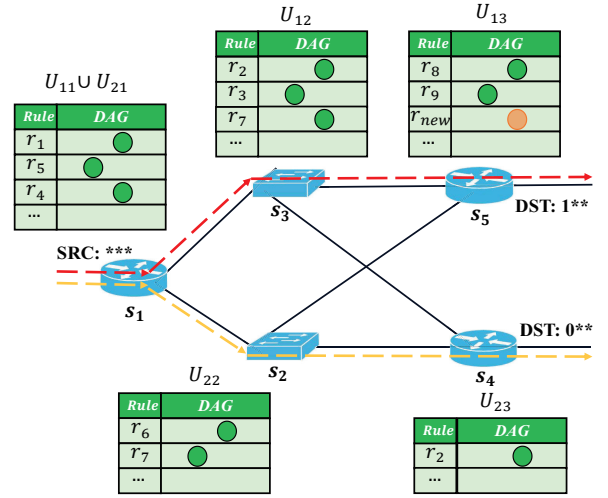 U₁₂
Rule DAG
r₂
r₃
r₇
...
U₁₃
Rule DAG
r₈
r₉
rₙₑw
...
U₁₁∪ U₂₁
Rule DAG
r₁
r₅
r₄
...
s₃
s₅
DST: 1**
SRC: ***
s₁
DST: 0**
s₂
s₄
U₂₂
Rule DAG
r₆
r₇
...
U₂₃
Rule DAG
r₂
...